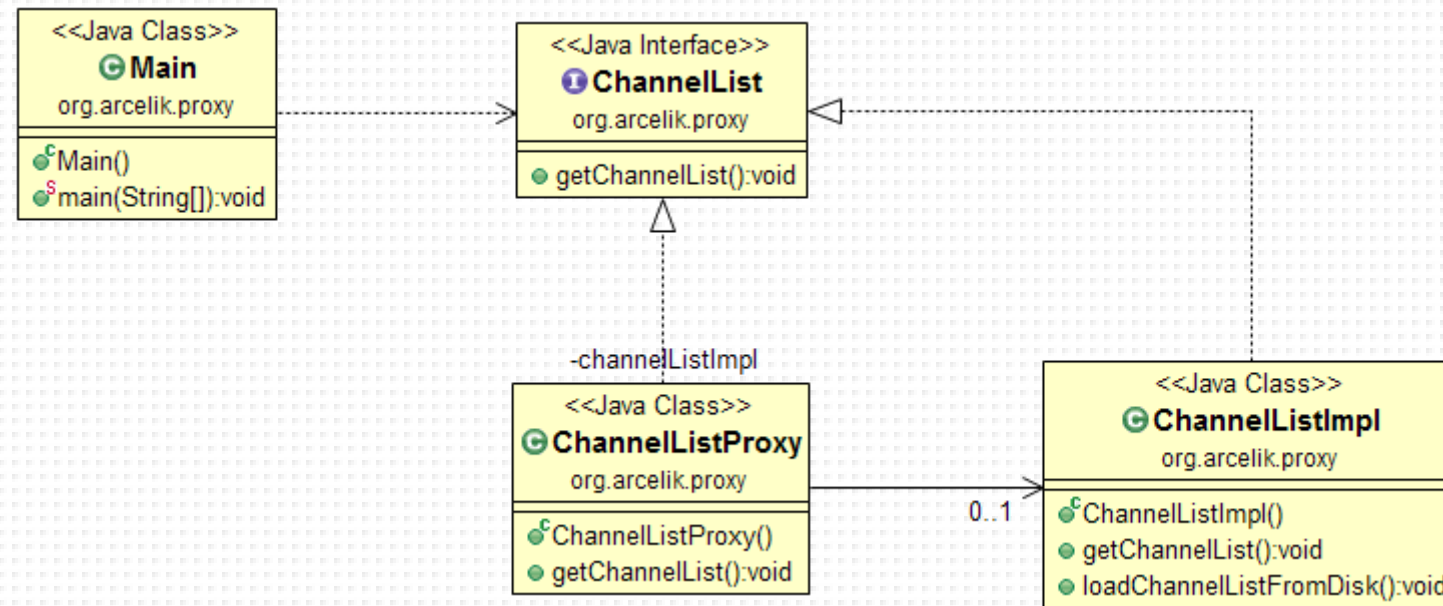 <<Java Class>>
Main
org.arcelik.proxy
Main()
main(String[]):void
<<Java Interface>>
ChannelList
org.arcelik.proxy
getChannelList():void
-channelListImpl
<<Java Class>>
ChannelListProxy
org.arcelik.proxy
ChannelListProxy()
getChannelList():void
0..1
<<Java Class>>
ChannelListImpl
org.arcelik.proxy
ChannelListImpl()
getChannelList():void
loadChannelListFromDisk():void